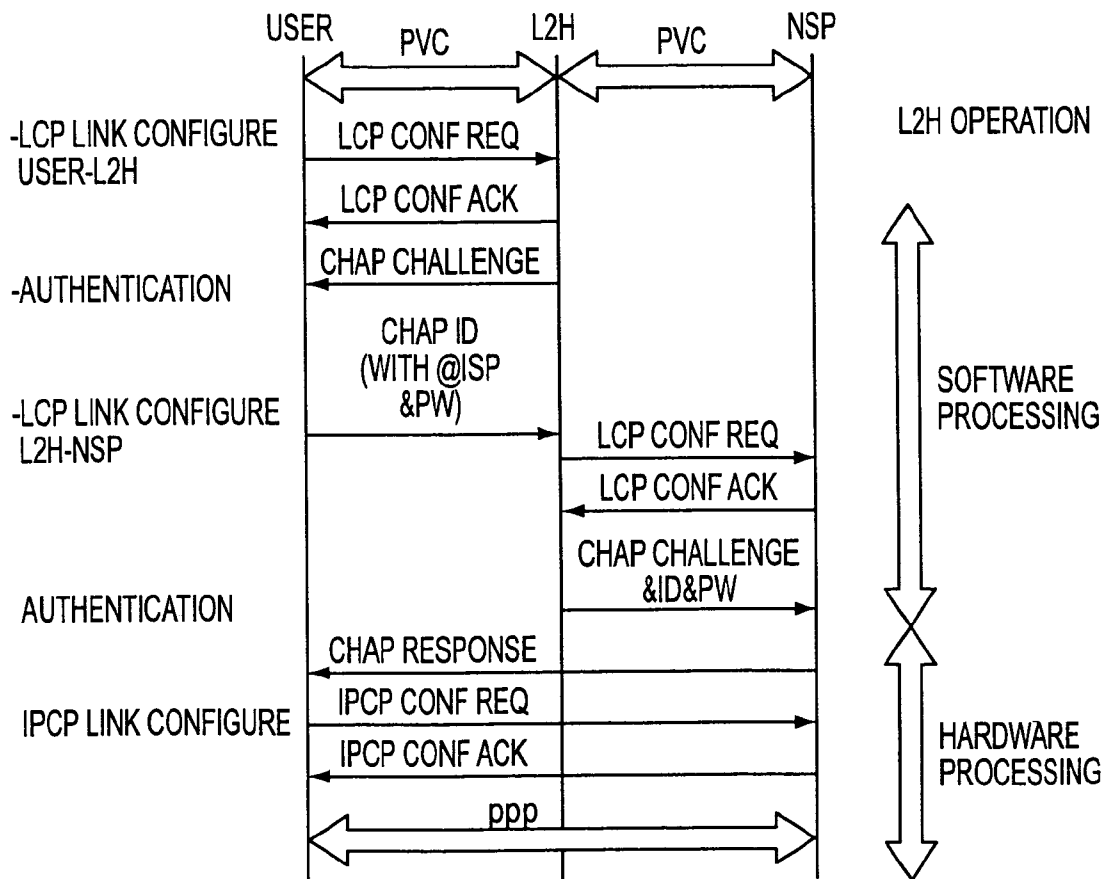 USER L2H NSP
PVC PVC
L2H OPERATION
-LCP LINK CONFIGURE
USER-L2H
LCP CONF REQ
LCP CONF ACK
CHAP CHALLENGE
-AUTHENTICATION
CHAP ID
(WITH @ISP
&PW)
-LCP LINK CONFIGURE
L2H-NSP
SOFTWARE
PROCESSING
LCP CONF REQ
LCP CONF ACK
CHAP CHALLENGE
&ID&PW
AUTHENTICATION
CHAP RESPONSE
IPCP LINK CONFIGURE
IPCP CONF REQ
IPCP CONF ACK
HARDWARE
PROCESSING
ppp